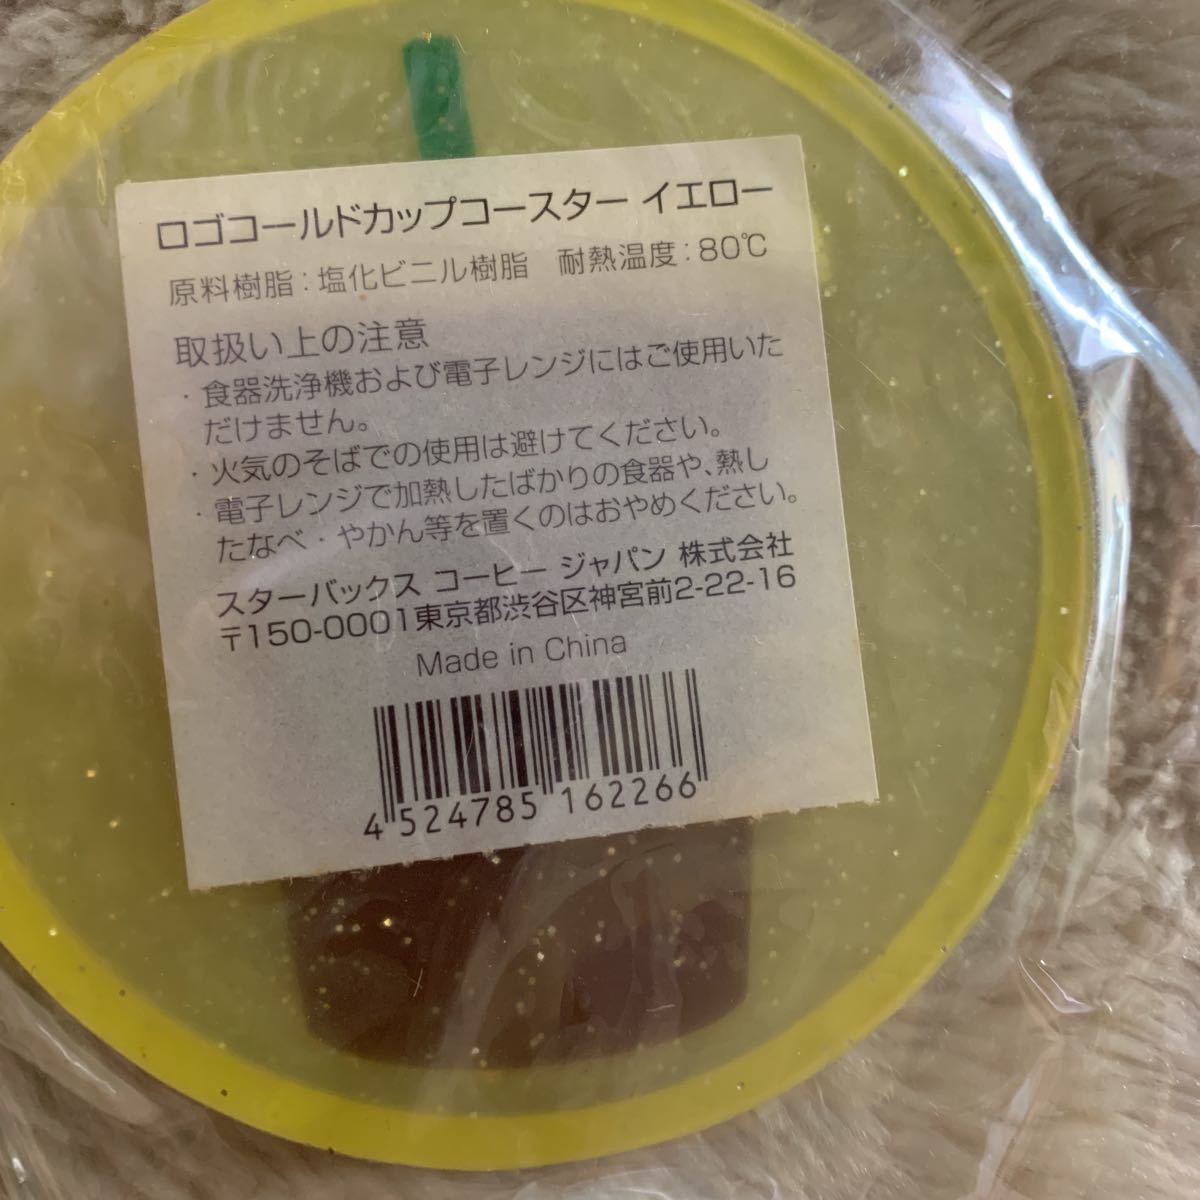 ロゴコールドカップコースター イエロー
原料樹脂：塩化ビニル樹脂　耐熱温度：80℃
取扱い上の注意
・食器洗浄機および電子レンジにはご使用いた
だけません。
・火気のそばでの使用は避けてください。
・電子レンジで加熱したばかりの食器や、熱し
たなべ・やかん等を置くのはおやめください。
スターバックス コーヒー ジャパン 株式会社
〒150-0001東京都渋谷区神宮前2-22-16
Made in China
4 524785 162266